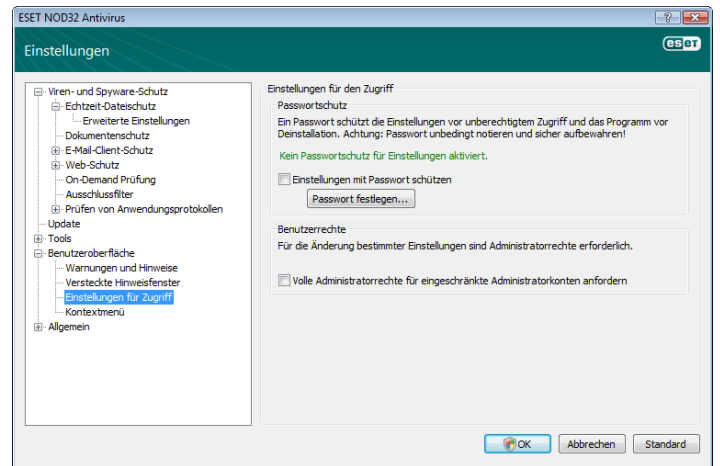 ESET NOD32 Antivirus
Einstellungen
eseT
Viren- und Spyware-Schutz
Echtzeit-Dateischutz
Erweiterte Einstellungen
Dokumentenschutz
E-Mail-Client-Schutz
Web-Schutz
On-Demand Prüfung
Ausschlussfilter
Prüfen von Anwendungsprotokollen
Update
Tools
Benutzeroberfläche
Warnungen und Hinweise
Versteckte Hinweisfenster
Einstellungen für Zugriff
Kontextmenü
Allgemein
Einstellungen für den Zugriff
Passwortschutz
Ein Passwort schützt die Einstellungen vor unberechtigtem Zugriff und das Programm vor
Deinstallation. Achtung: Passwort unbedingt notieren und sicher aufbewahren!
Kein Passwortschutz für Einstellungen aktiviert.
Einstellungen mit Passwort schützen
Passwort festlegen...
Benutzerrechte
Für die Änderung bestimmter Einstellungen sind Administratorrechte erforderlich.
Volle Administratorrechte für eingeschränkte Administratorkonten anfordern
OK
Abbrechen
Standard